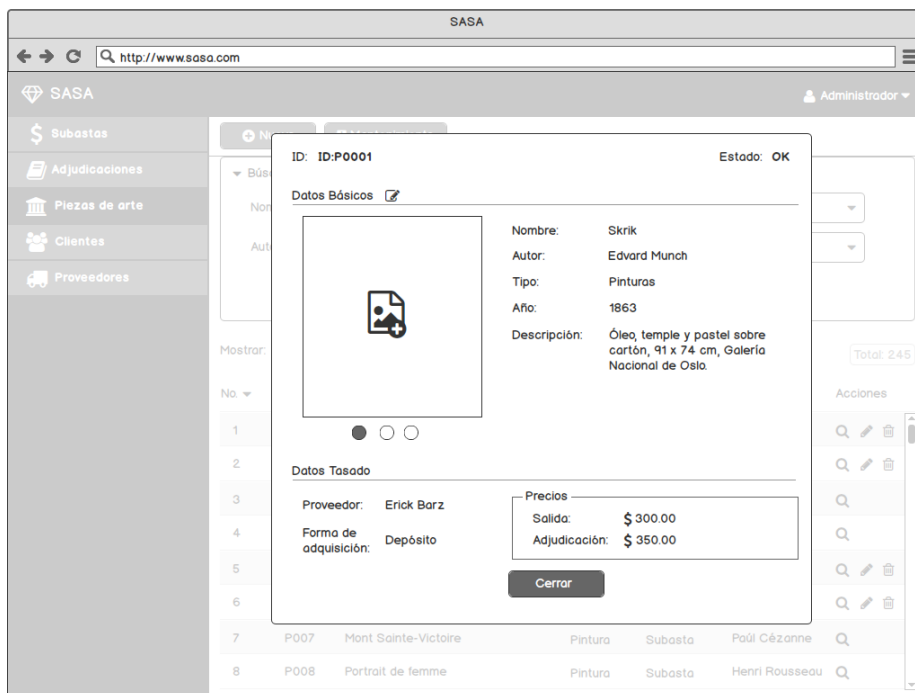 SASA
http://www.sasa.com
SASA
Administrador
Subastas
Adjudicaciones
Piezas de arte
Clientes
Proveedores
ID: ID:P0001
Estado: OK
Datos Básicos
Nombre: Skrik
Autor: Edvard Munch
Tipo: Pinturas
Año: 1863
Descripción: Óleo, temple y pastel sobre
cartón, 91 x 74 cm, Galería
Nacional de Oslo.
Datos Tasado
Proveedor: Erick Barz
Forma de
adquisición: Depósito
Precios
Salida: $ 300.00
Adjudicación: $ 350.00
Cerrar
Mostrar:
Total: 245
No.
Acciones
1
2
3
4
5
6
7 P007 Mont Sainte-Victoire Pintura Subasta Paúl Cézanne
8 P008 Portrait de femme Pintura Subasta Henri Rousseau